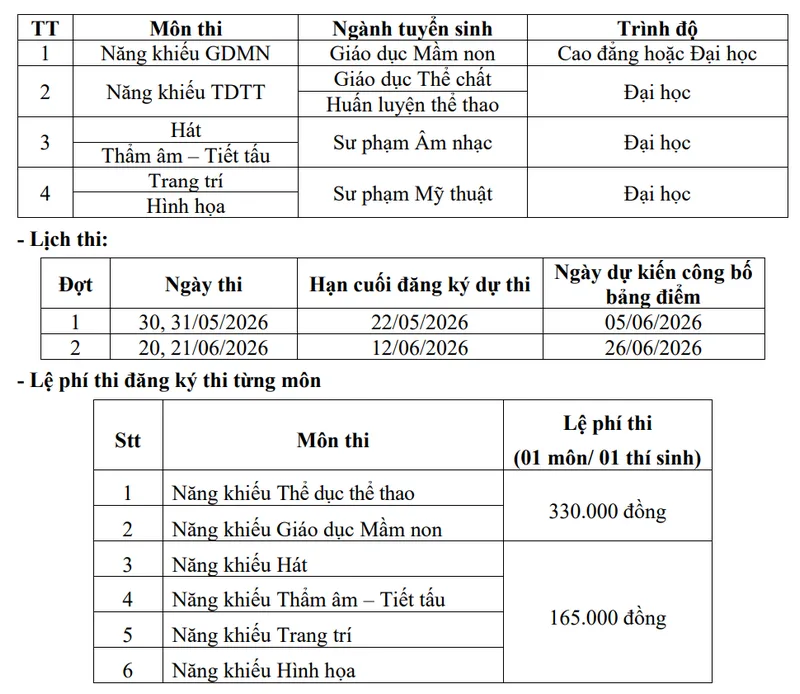 TT Môn thi Ngành tuyển sinh Trình độ
1 Năng khiếu GDMN Giáo dục Mầm non Cao đẳng hoặc Đại học
2 Năng khiếu TDTT Giáo dục Thể chất Đại học
Huấn luyện thể thao
3 Hát Sư phạm Âm nhạc Đại học
Thẩm âm – Tiết tấu
4 Trang trí Sư phạm Mỹ thuật Đại học
Hình họa
- Lịch thi:
Đợt Ngày thi Hạn cuối đăng ký dự thi Ngày dự kiến công bố
bảng điểm
1 30, 31/05/2026 22/05/2026 05/06/2026
2 20, 21/06/2026 12/06/2026 26/06/2026
- Lệ phí thi đăng ký thi từng môn
Stt Môn thi Lệ phí thi
(01 môn/ 01 thí sinh)
1 Năng khiếu Thể dục thể thao 330.000 đồng
2 Năng khiếu Giáo dục Mầm non
3 Năng khiếu Hát 165.000 đồng
4 Năng khiếu Thẩm âm – Tiết tấu
5 Năng khiếu Trang trí
6 Năng khiếu Hình họa